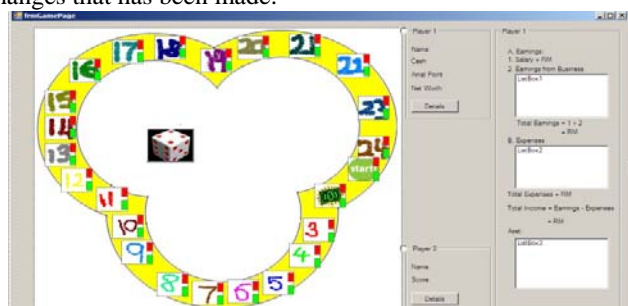 changes that has been made.
frmGamePage
17 18 19 20 21
16 22
15 23
14 24
13 start
12
11 3
10 4
9 5
8 7 6
Player 1
Name
Cash
Amal Point
Net Worth
Details
Player 2
Name
Score
Details
Player 1
A. Earnings:
1. Salary = RM
2. Earnings from Business
ListBox1
Total Earnings = 1 + 2
= RM
B. Expenses
ListBox2
Total Expenses = RM
Total Income = Earnings - Expenses
= RM
Aset
ListBox3